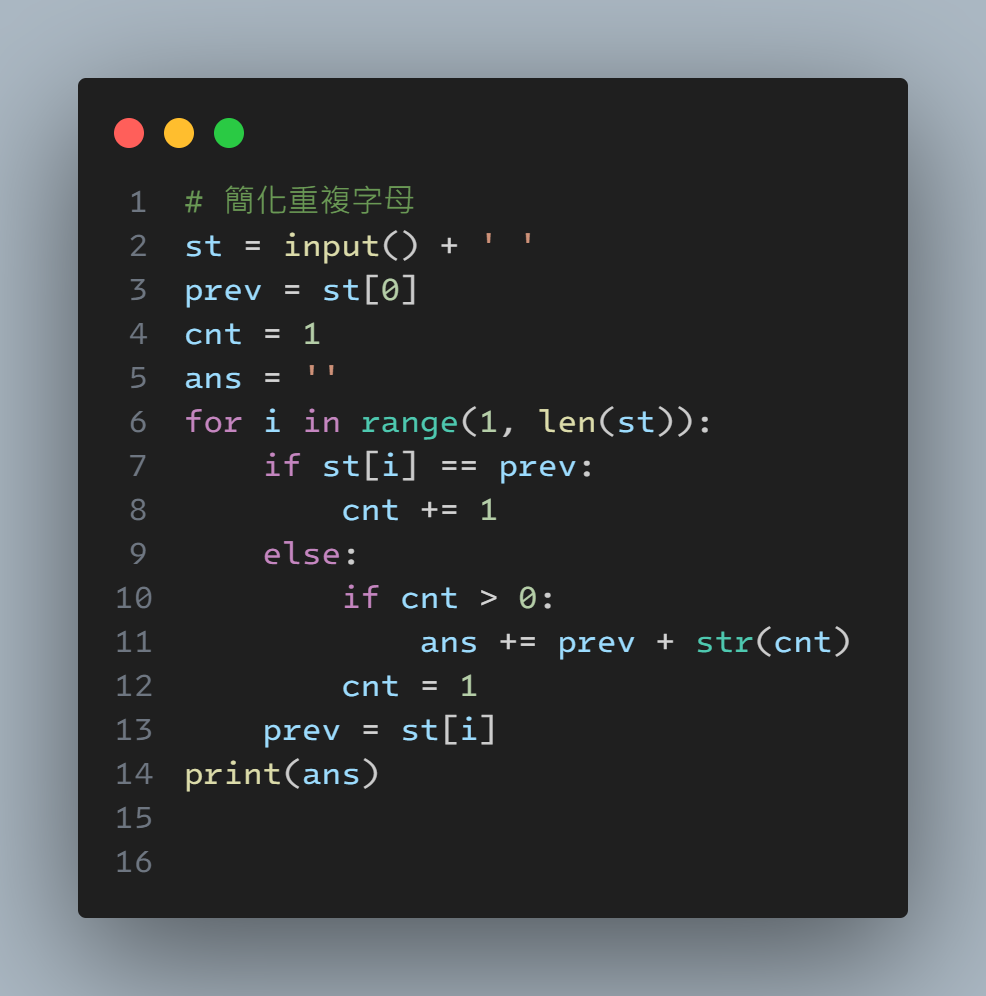 1 # 簡化重複字母
2 st = input() + ' '
3 prev = st[0]
4 cnt = 1
5 ans = ''
6 for i in range(1, len(st)):
7     if st[i] == prev:
8         cnt += 1
9     else:
10         if cnt > 0:
11             ans += prev + str(cnt)
12         cnt = 1
13     prev = st[i]
14 print(ans)
15
16